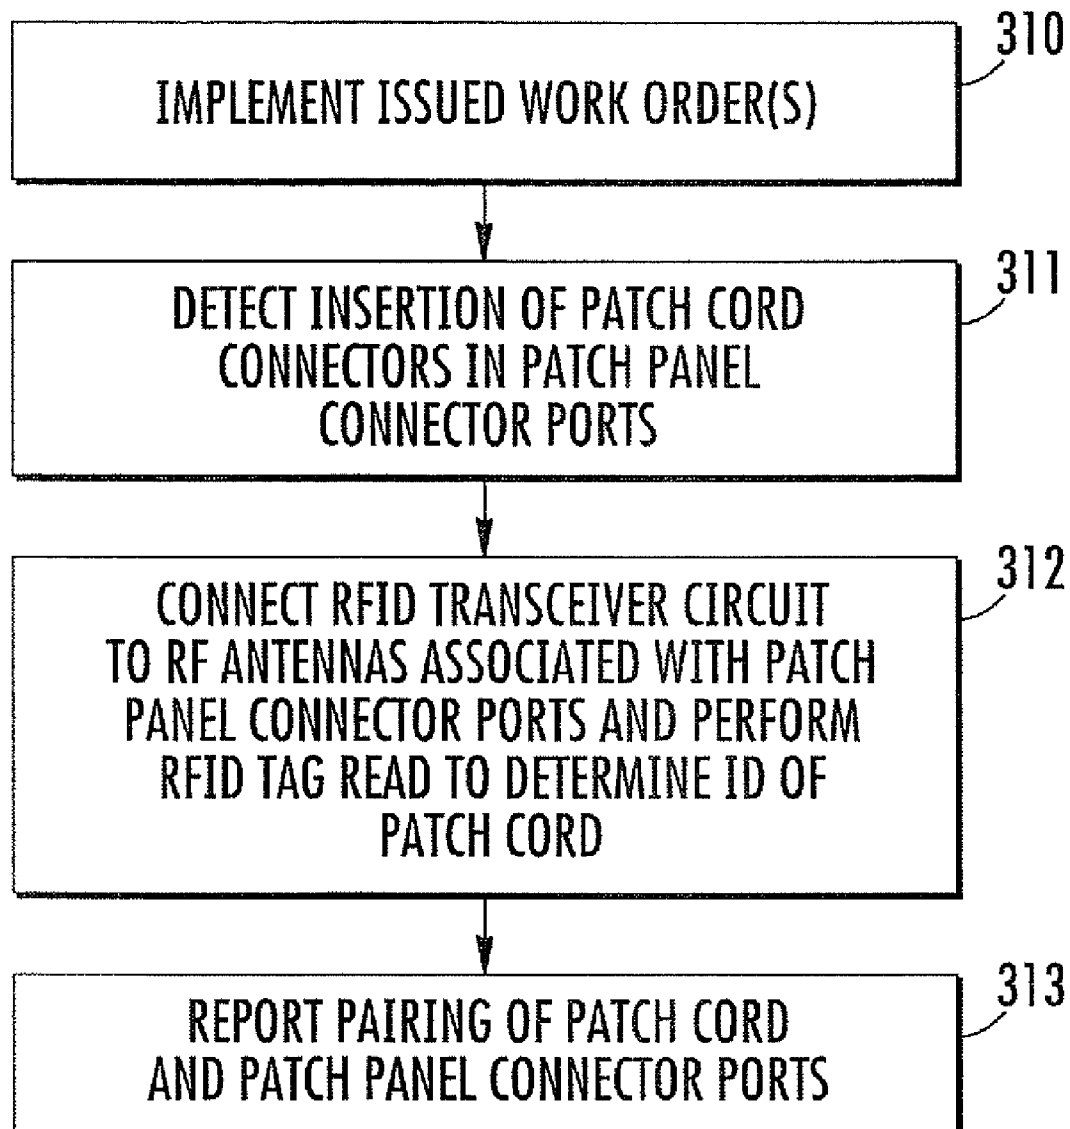 310
IMPLEMENT ISSUED WORK ORDER(S)
311
DETECT INSERTION OF PATCH CORD
CONNECTORS IN PATCH PANEL
CONNECTOR PORTS
312
CONNECT RFID TRANSCEIVER CIRCUIT
TO RF ANTENNAS ASSOCIATED WITH PATCH
PANEL CONNECTOR PORTS AND PERFORM
RFID TAG READ TO DETERMINE ID OF
PATCH CORD
313
REPORT PAIRING OF PATCH CORD
AND PATCH PANEL CONNECTOR PORTS